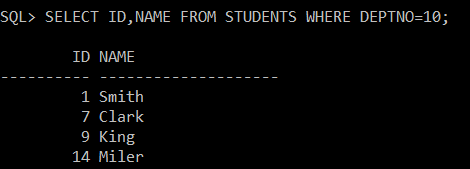 SQL> SELECT ID,NAME FROM STUDENTS WHERE DEPTNO=10;
        ID NAME
---------- --------------------
         1 Smith
         7 Clark
         9 King
        14 Miler